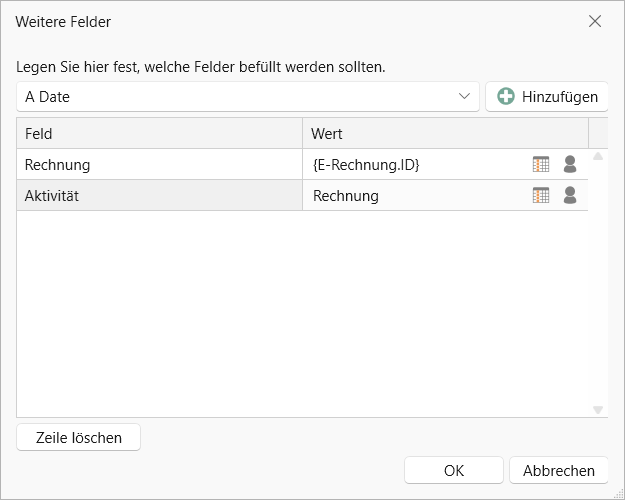 Weitere Felder
Legen Sie hier fest, welche Felder befüllt werden sollten.
A Date
Hinzufügen
Feld Wert
Rechnung {E-Rechnung.ID}
Aktivität Rechnung
Zeile löschen
OK Abbrechen